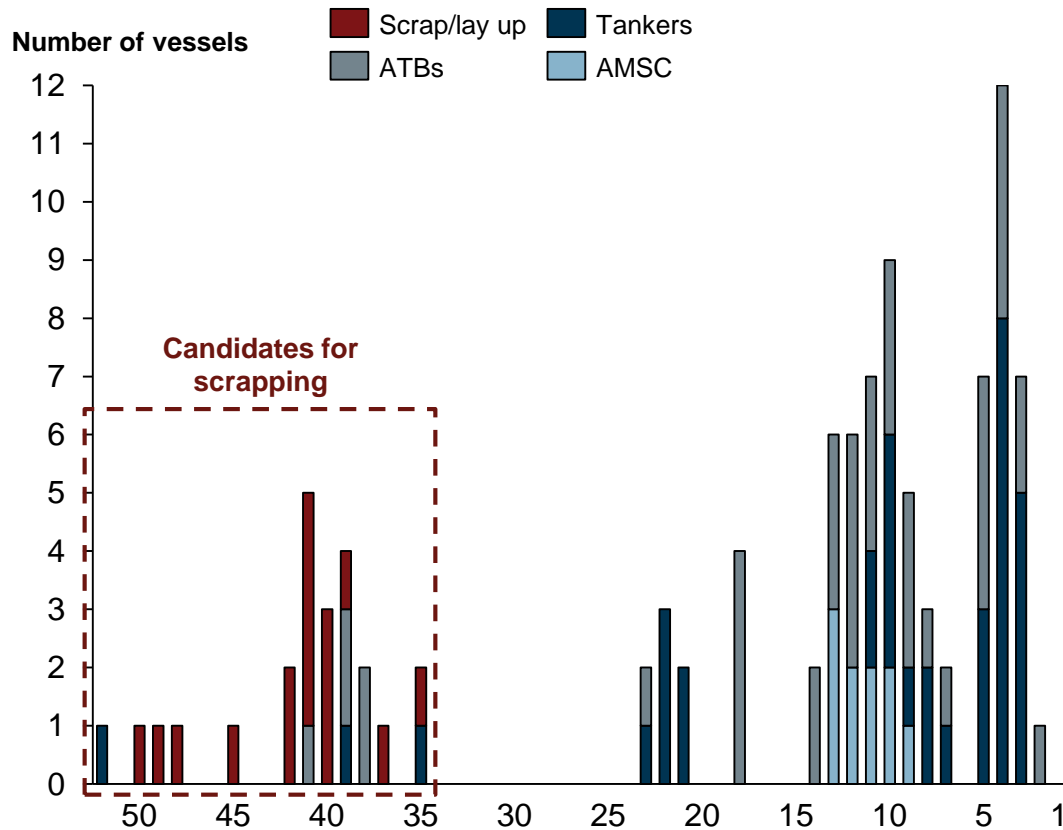 Number of vessels
Scrap/lay up
Tankers
ATBs
AMSC
12
11
10
9
8
7
6
5
4
3
2
1
0
Candidates for
scrapping
50 45 40 35 30 25 20 15 10 5 1